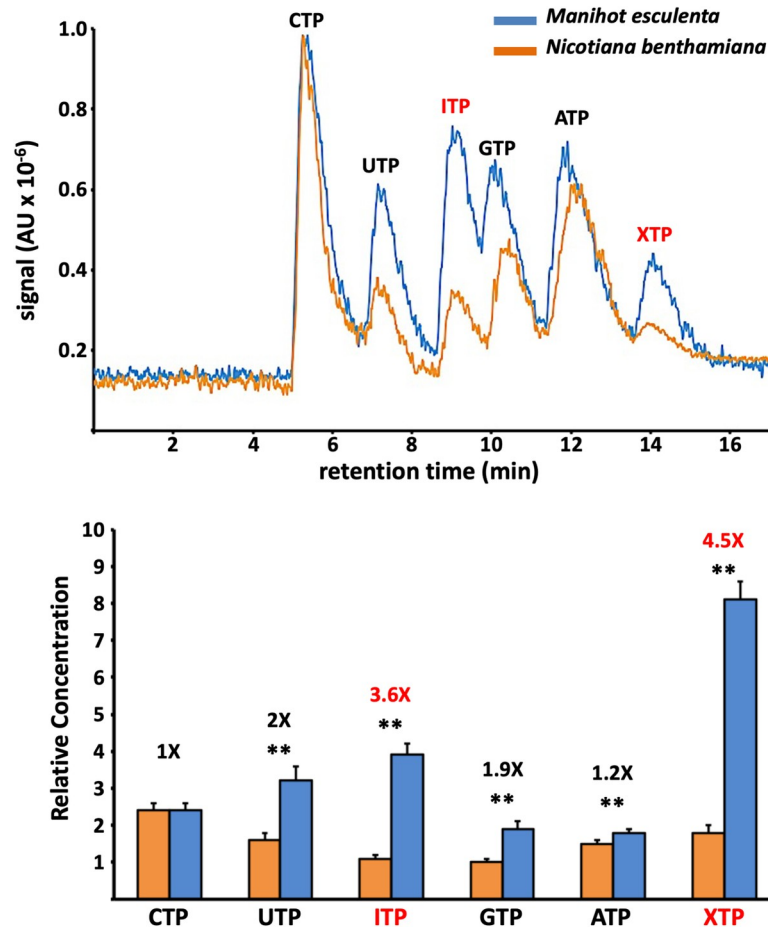 CTP
Manihot esculenta
Nicotiana benthamiana
1.0
0.8
0.6
0.4
0.2
signal (AU x 10-6)
UTP
ITP
GTP
ATP
XTP
2 4 6 8 10 12 14 16
retention time (min)
10
9
8
7
6
5
4
3
2
1
Relative Concentration
1X
2X
**
3.6X
**
1.9X
**
1.2X
**
4.5X
**
CTP UTP ITP GTP ATP XTP